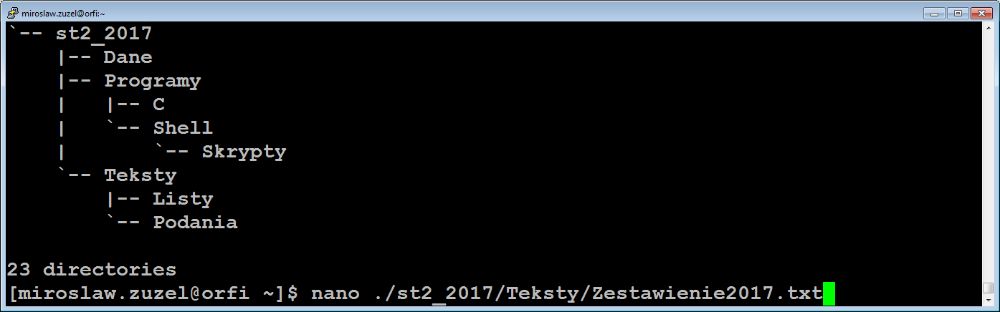 miroslaw.zuzel@orfi:~
`-- st2_2017
    |-- Dane
    |-- Programy
    |   |-- C
    |   `-- Shell
    |       `-- Skrypty
    `-- Teksty
        |-- Listy
        `-- Podania
23 directories
[miroslaw.zuzel@orfi ~]$ nano ./st2_2017/Teksty/Zestawienie2017.txt